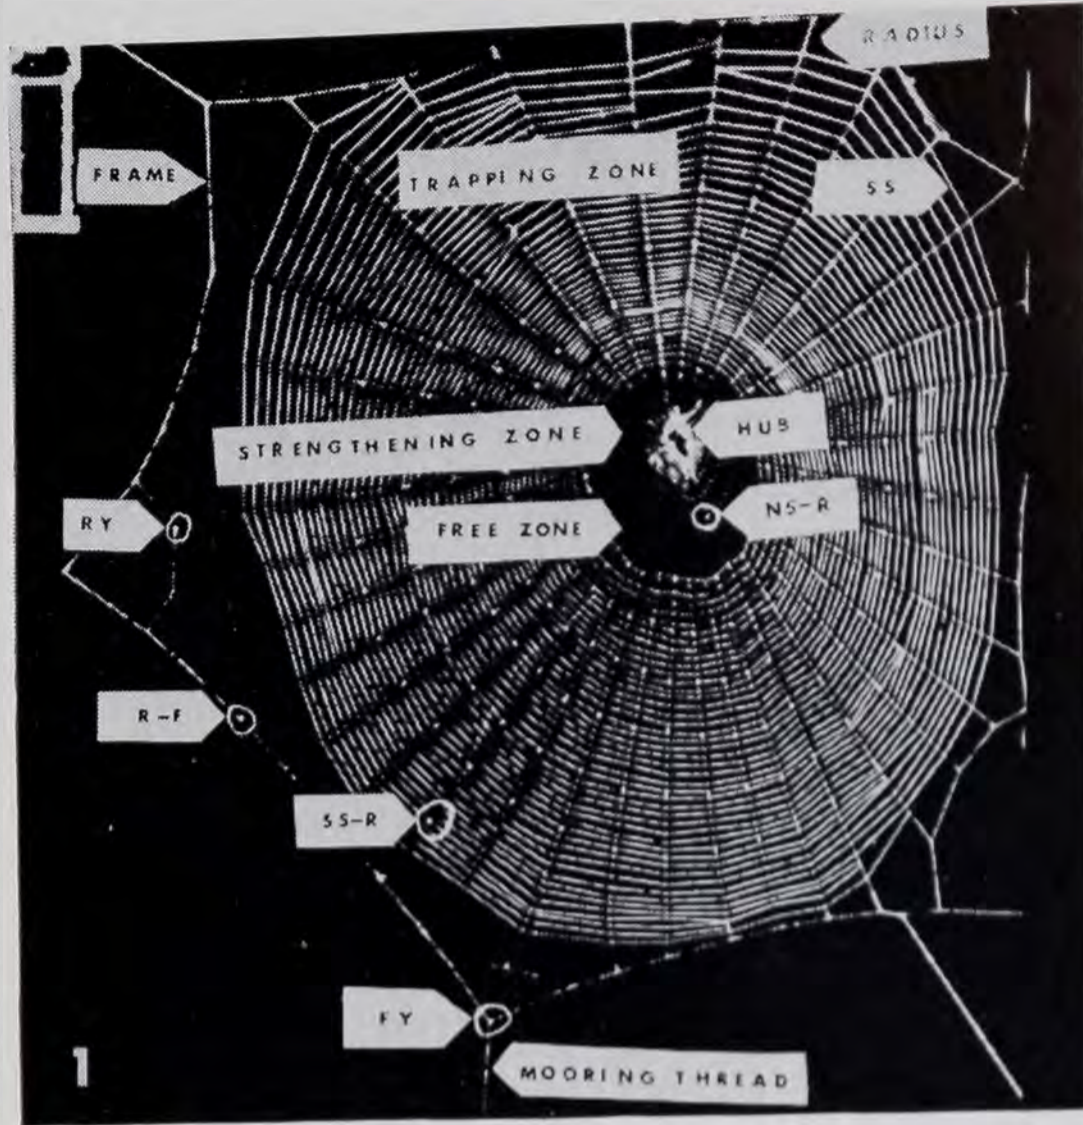 RADIUS
FRAME
TRAPPING ZONE
SS
STRENGTHENING ZONE
HUB
RY
FREE ZONE
NS-R
R-F
SS-R
FY
1
MOORING THREAD